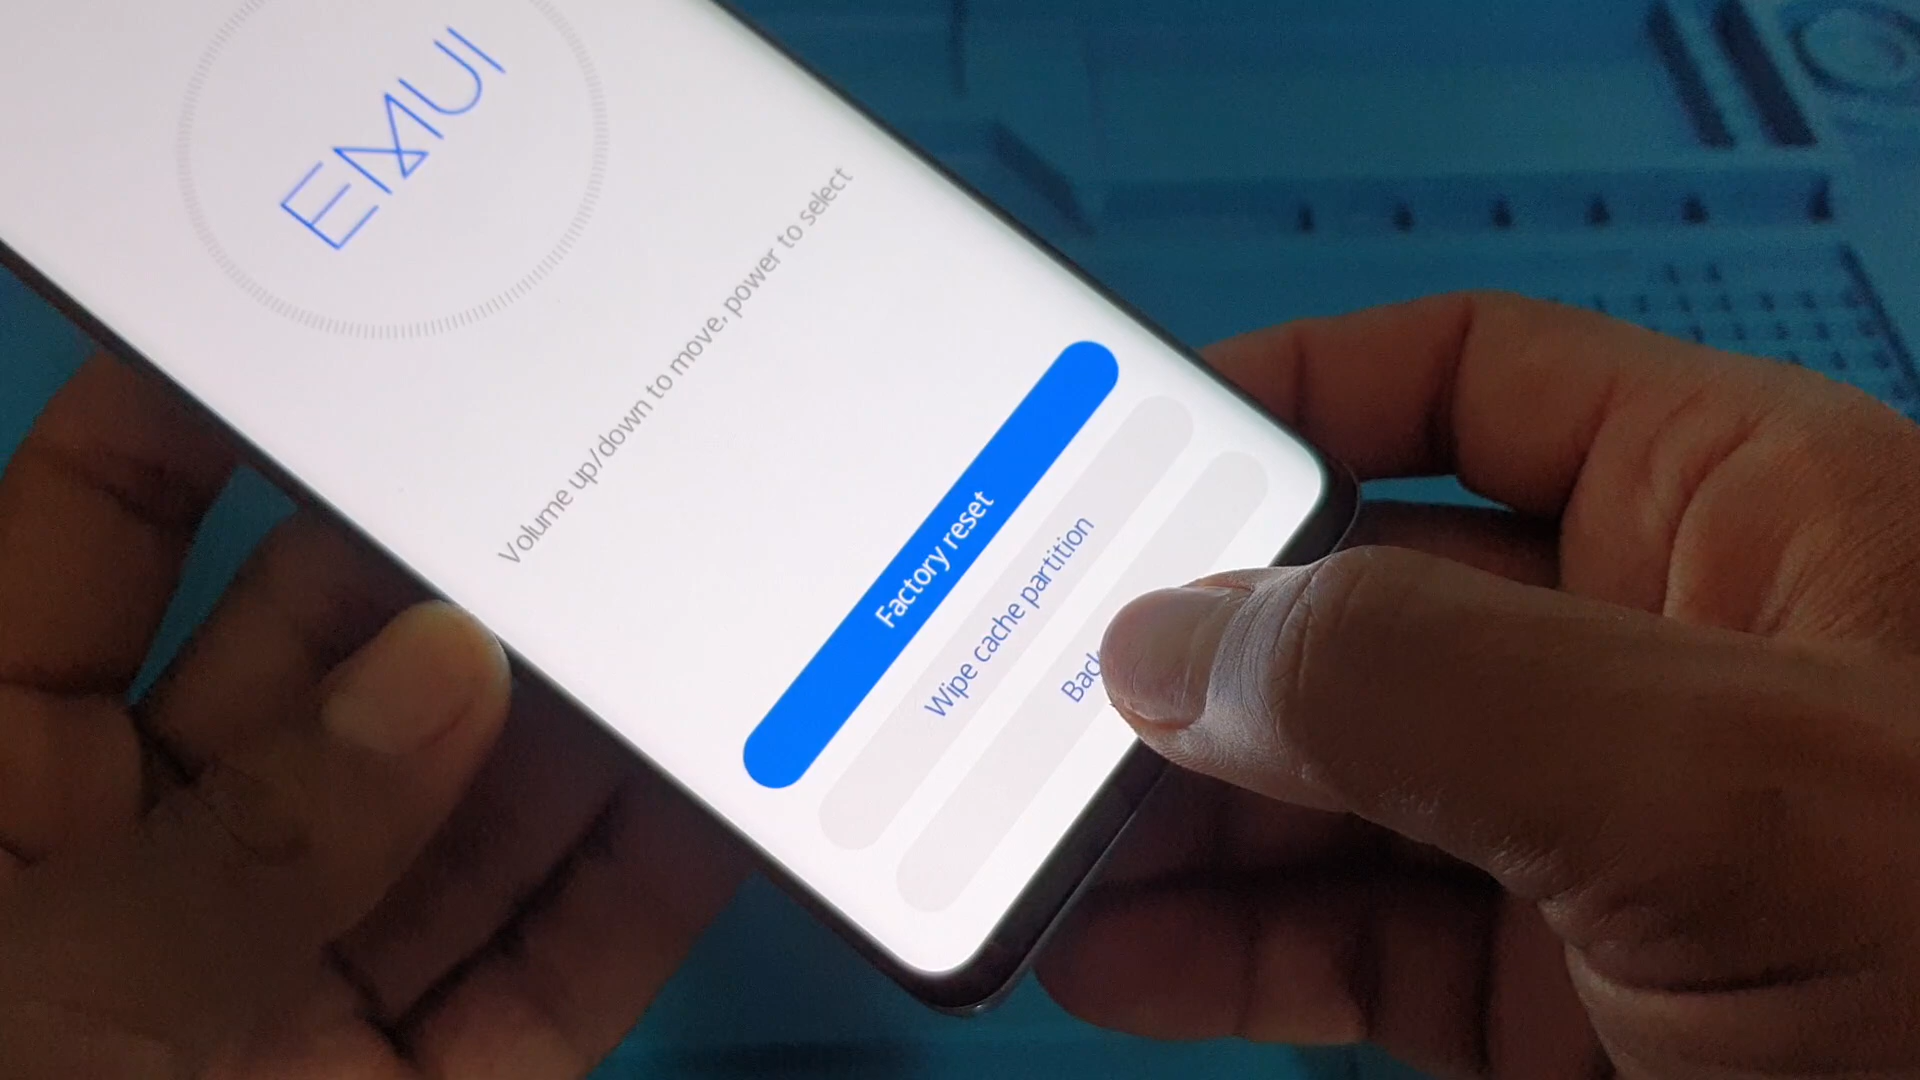 EMUI
Volume up/down to move, power to select
Factory reset
Wipe cache partition
Back